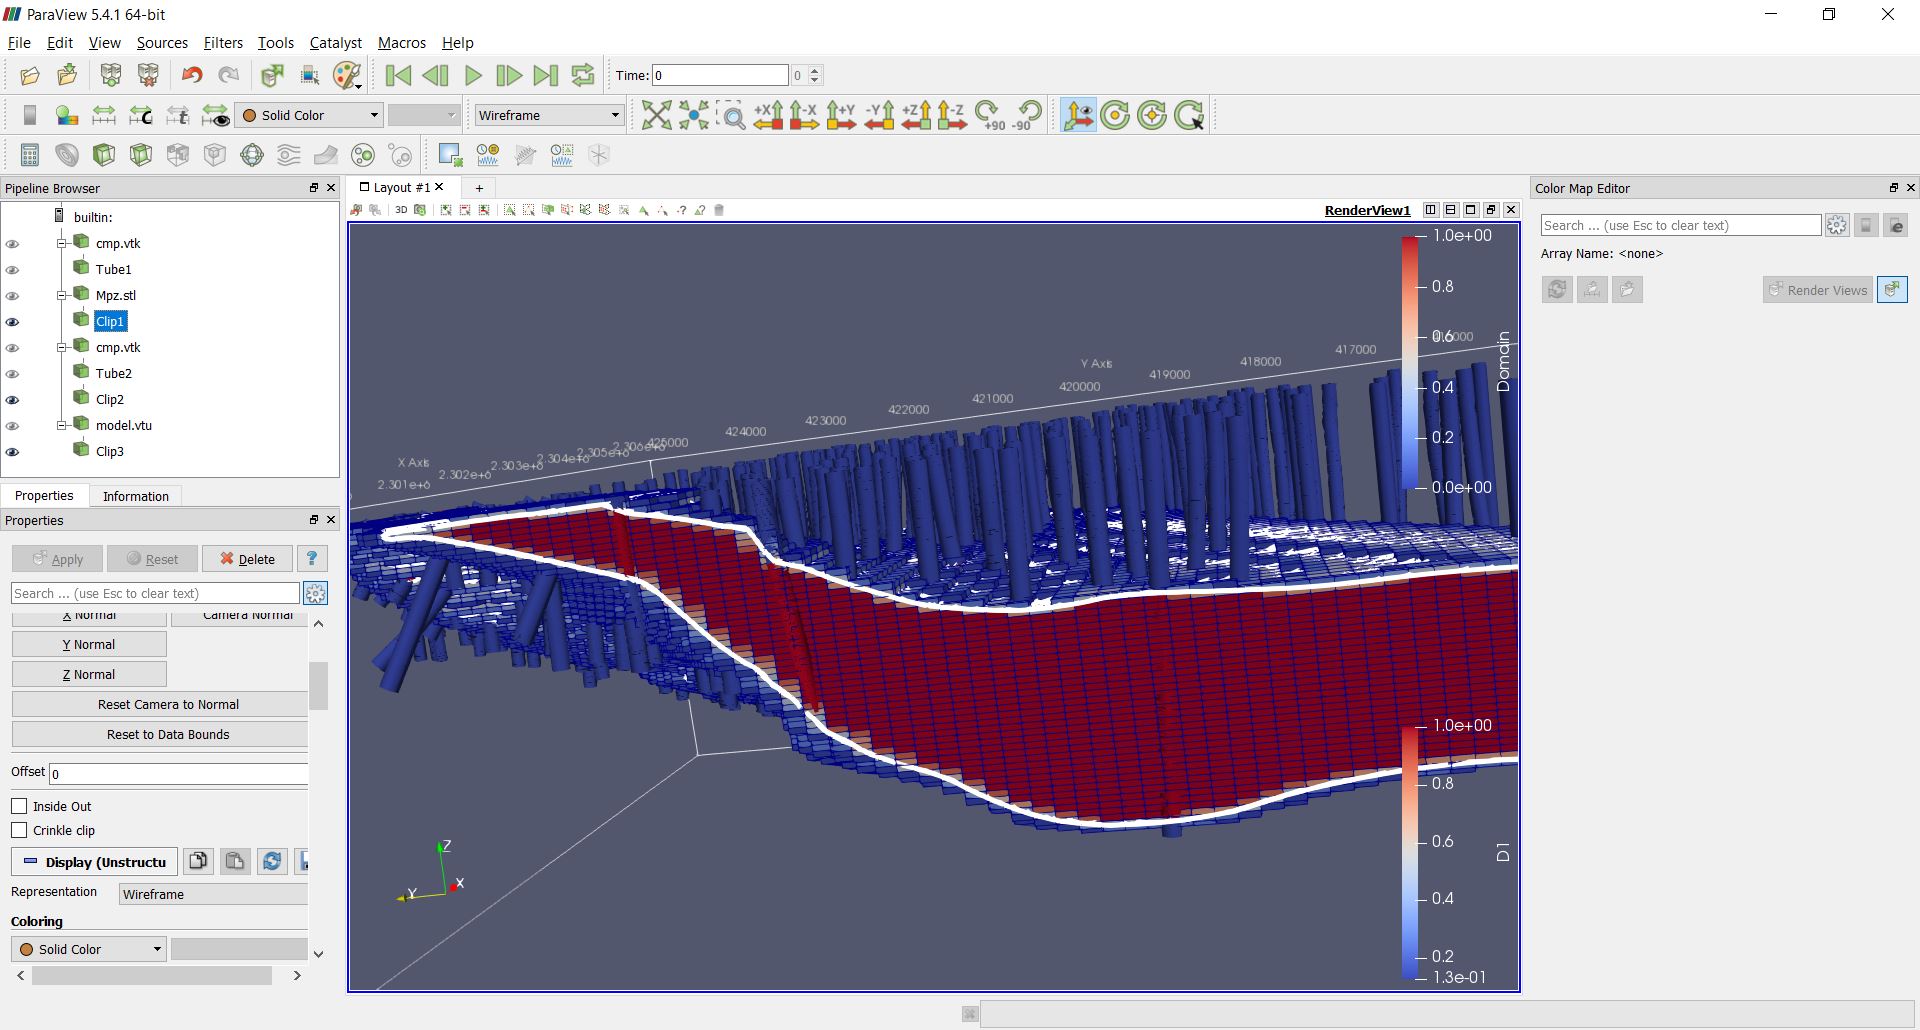 ParaView 5.4.1 64-bit
File Edit View Sources Filters Tools Catalyst Macros Help
Time: 0 0
Solid Color Wireframe +X -X +Y -Y +Z -Z +90 -90
Pipeline Browser
builtin:
cmp.vtk
Tube1
Mpz.stl
Clip1
cmp.vtk
Tube2
Clip2
model.vtu
Clip3
Properties Information
Properties
Apply Reset Delete ?
Search ... (use Esc to clear text)
X Normal Camera Normal
Y Normal
Z Normal
Reset Camera to Normal
Reset to Data Bounds
Offset 0
Inside Out
Crinkle clip
Display (Unstructu
Representation Wireframe
Coloring
Solid Color
Layout #1 +
3D RenderView1
1.0e+00
0.8
0.6
0.4
0.2
0.0e+00
Domain
417000
418000
Y Axis
419000
420000
421000
422000
423000
424000
425000
2.306e+6
2.305e+6
2.304e+6
2.303e+6
2.302e+6
2.301e+6
X Axis
1.0e+00
0.8
0.6
0.4
0.2
1.3e-01
D1
Z
X
Y
Color Map Editor
Search ... (use Esc to clear text)
Array Name: <none>
Render Views